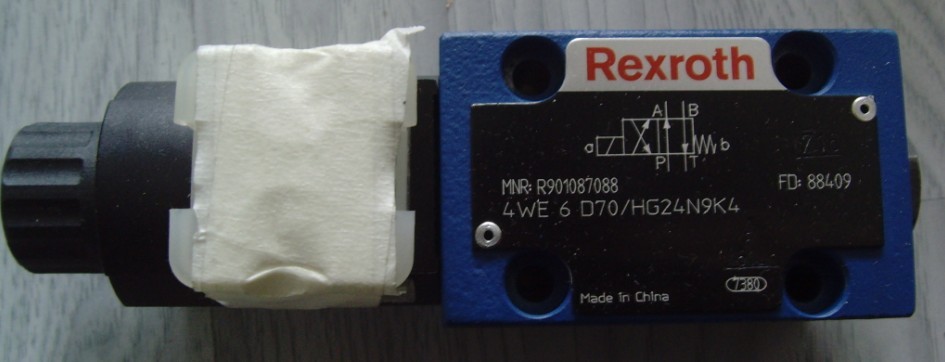 Rexroth
A B
a b
P T
MNR: R901087088 FD: 88409
4WE 6 D70/HG24N9K4
7380
Made in China